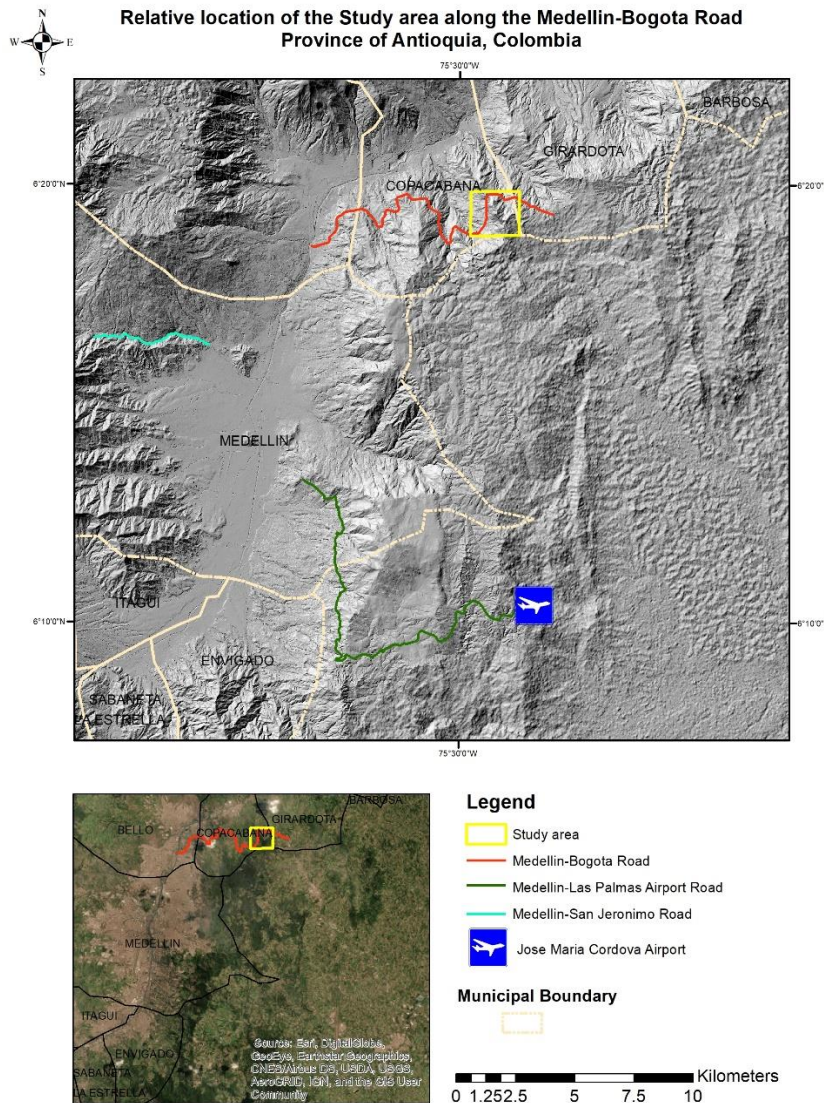 Relative location of the Study area along the Medellin-Bogota Road
Province of Antioquia, Colombia
N
W
E
S
75°30'0"W
BARBOSA
GIRARDOTA
COPACABANA
6°20'0"N
6°20'0"N
MEDELLIN
ITAGUI
6°10'0"N
6°10'0"N
ENVIGADO
SABANETA
LA ESTRELLA
75°30'0"W
BARBOSA
GIRARDOTA
BELLO
COPACABANA
MEDELLIN
ITAGUI
ENVIGADO
SABANETA
LA ESTRELLA
Source: Esri, DigitalGlobe,
GeoEye, Earthstar Geographics,
CNES/Airbus DS, USDA, USGS,
AeroGRID, IGN, and the GIS User
Community
Legend
Study area
Medellin-Bogota Road
Medellin-Las Palmas Airport Road
Medellin-San Jeronimo Road
Jose Maria Cordova Airport
Municipal Boundary
Kilometers
0 1.25 2.5 5 7.5 10